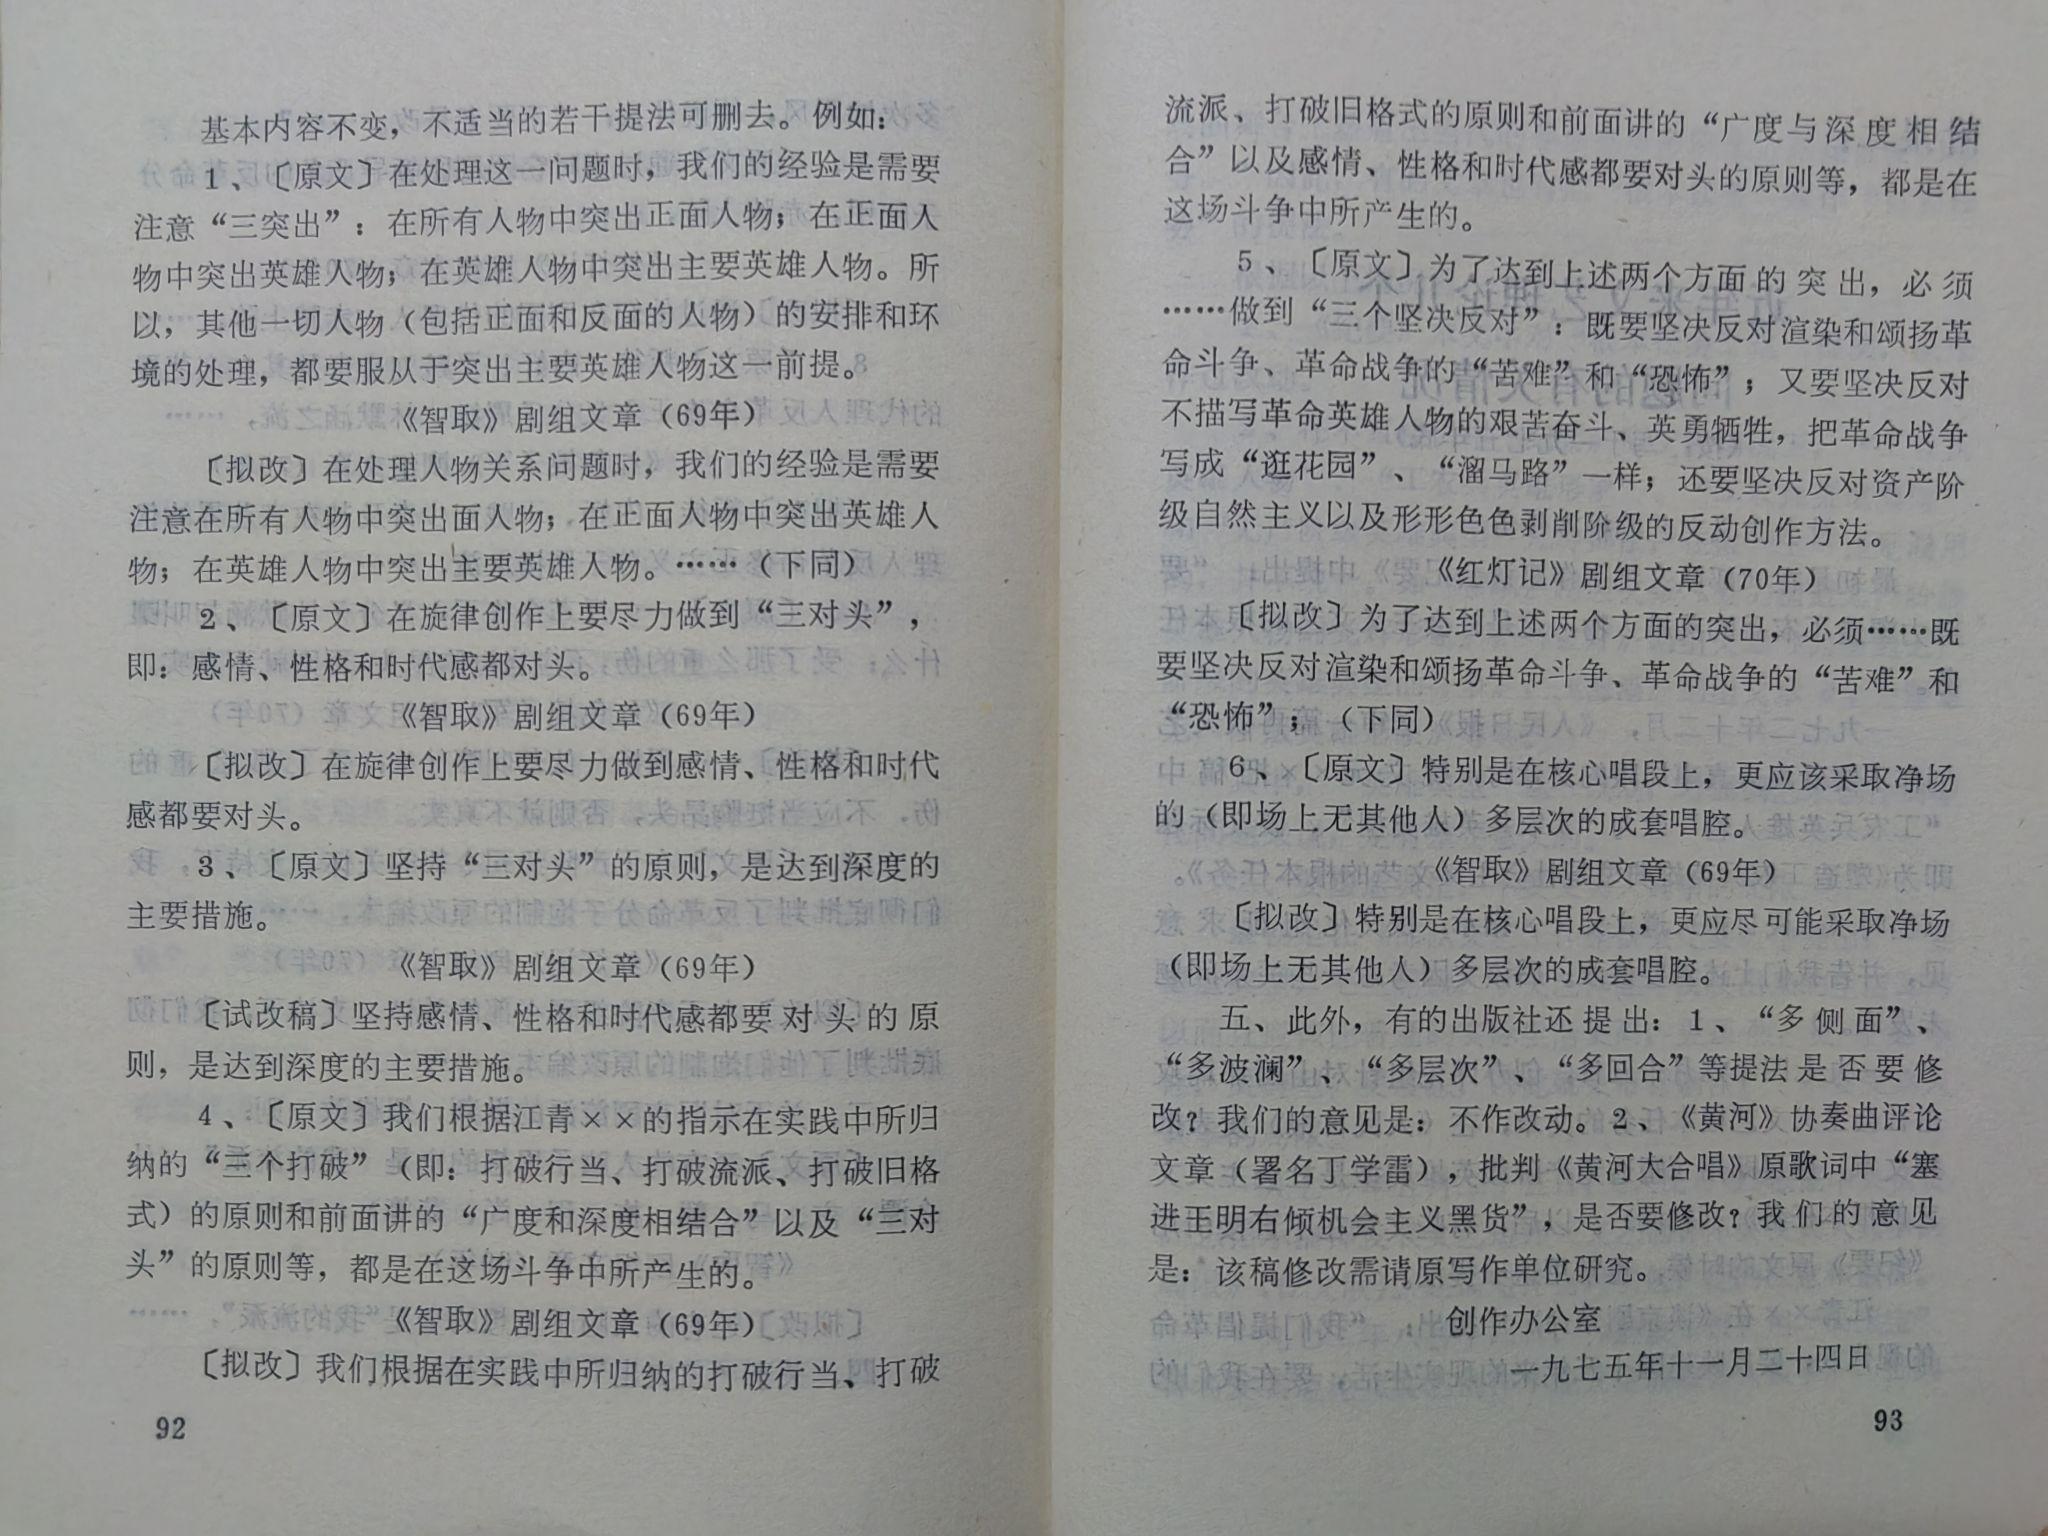 基本内容不变，不适当的若干提法可删去。例如：
1、〔原文〕在处理这一问题时，我们的经验是需要
注意“三突出”：在所有人物中突出正面人物；在正面人
物中突出英雄人物；在英雄人物中突出主要英雄人物。所
以，其他一切人物（包括正面和反面的人物）的安排和环
境的处理，都要服从于突出主要英雄人物这一前提。
《智取》剧组文章（69年）
〔拟改〕在处理人物关系问题时，我们的经验是需要
注意在所有人物中突出面人物；在正面人物中突出英雄人
物；在英雄人物中突出主要英雄人物。……（下同）
2、〔原文〕在旋律创作上要尽力做到“三对头”，
即：感情、性格和时代感都对头。
《智取》剧组文章（69年）
〔拟改〕在旋律创作上要尽力做到感情、性格和时代
感都要对头。
3、〔原文〕坚持“三对头”的原则，是达到深度的
主要措施。
《智取》剧组文章（69年）
〔试改稿〕坚持感情、性格和时代感都要对头的原
则，是达到深度的主要措施。
4、〔原文〕我们根据江青××的指示在实践中所归
纳的“三个打破”（即：打破行当、打破流派、打破旧格
式）的原则和前面讲的“广度和深度相结合”以及“三对
头”的原则等，都是在这场斗争中所产生的。
《智取》剧组文章（69年）
〔拟改〕我们根据在实践中所归纳的打破行当、打破
92
流派、打破旧格式的原则和前面讲的“广度与深度相结
合”以及感情、性格和时代感都要对头的原则等，都是在
这场斗争中所产生的。
5、〔原文〕为了达到上述两个方面的突出，必须
……做到“三个坚决反对”：既要坚决反对渲染和颂扬革
命斗争、革命战争的“苦难”和“恐怖”；又要坚决反对
不描写革命英雄人物的艰苦奋斗、英勇牺牲，把革命战争
写成“逛花园”、“溜马路”一样；还要坚决反对资产阶
级自然主义以及形形色色剥削阶级的反动创作方法。
《红灯记》剧组文章（70年）
〔拟改〕为了达到上述两个方面的突出，必须……既
要坚决反对渲染和颂扬革命斗争、革命战争的“苦难”和
“恐怖”；（下同）
6、〔原文〕特别是在核心唱段上，更应该采取净场
的（即场上无其他人）多层次的成套唱腔。
《智取》剧组文章（69年）
〔拟改〕特别是在核心唱段上，更应尽可能采取净场
（即场上无其他人）多层次的成套唱腔。
五、此外，有的出版社还提出：1、“多侧面”、
“多波澜”、“多层次”、“多回合”等提法是否要修
改？我们的意见是：不作改动。2、《黄河》协奏曲评论
文章（署名丁学雷），批判《黄河大合唱》原歌词中“塞
进王明右倾机会主义黑货”，是否要修改？我们的意见
是：该稿修改需请原写作单位研究。
创作办公室
一九七五年十一月二十四日
93